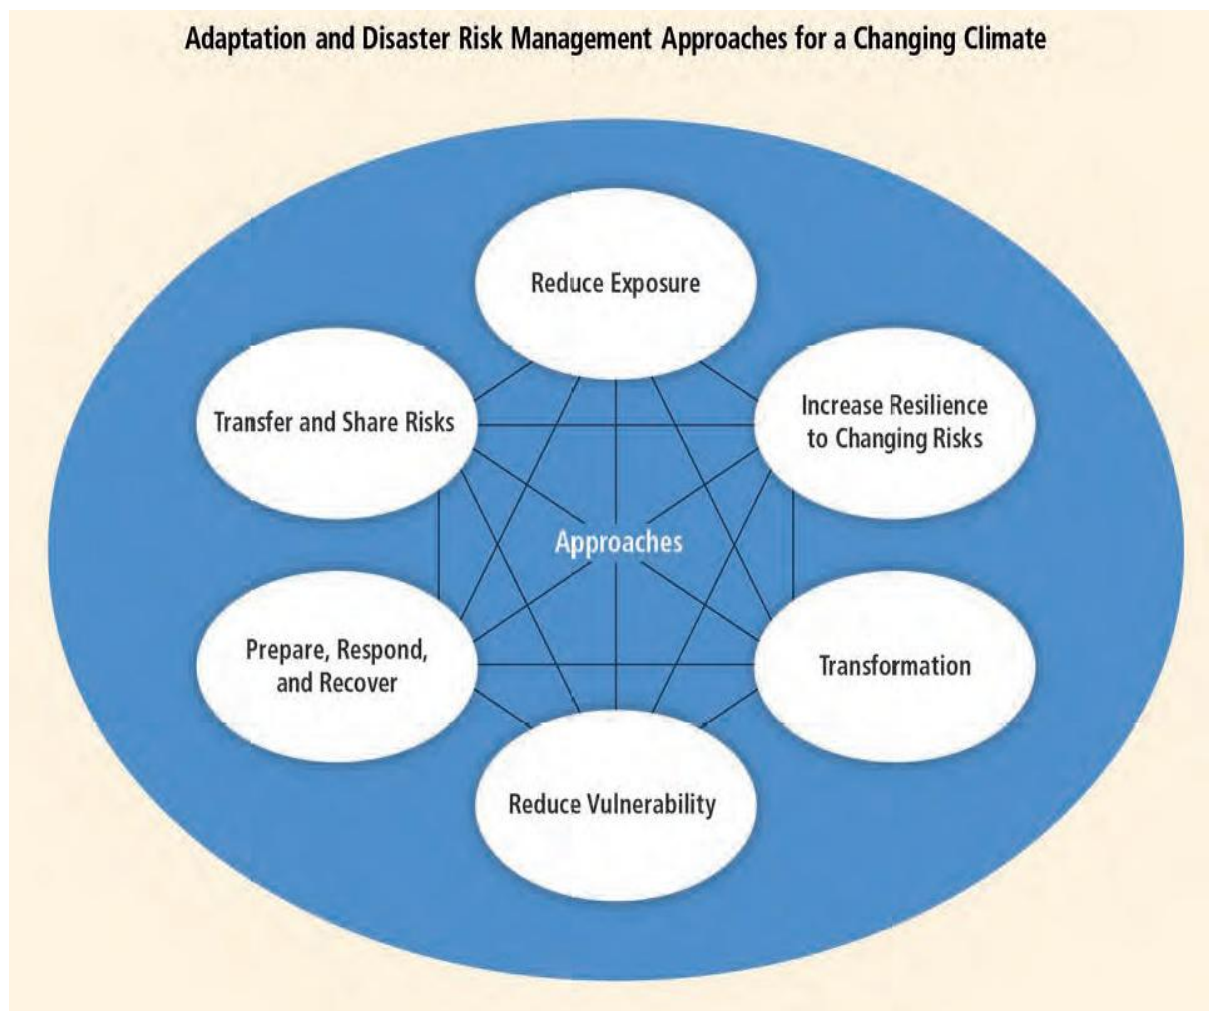 Adaptation and Disaster Risk Management Approaches for a Changing Climate
Reduce Exposure
Transfer and Share Risks
Increase Resilience
to Changing Risks
Approaches
Prepare, Respond,
and Recover
Transformation
Reduce Vulnerability